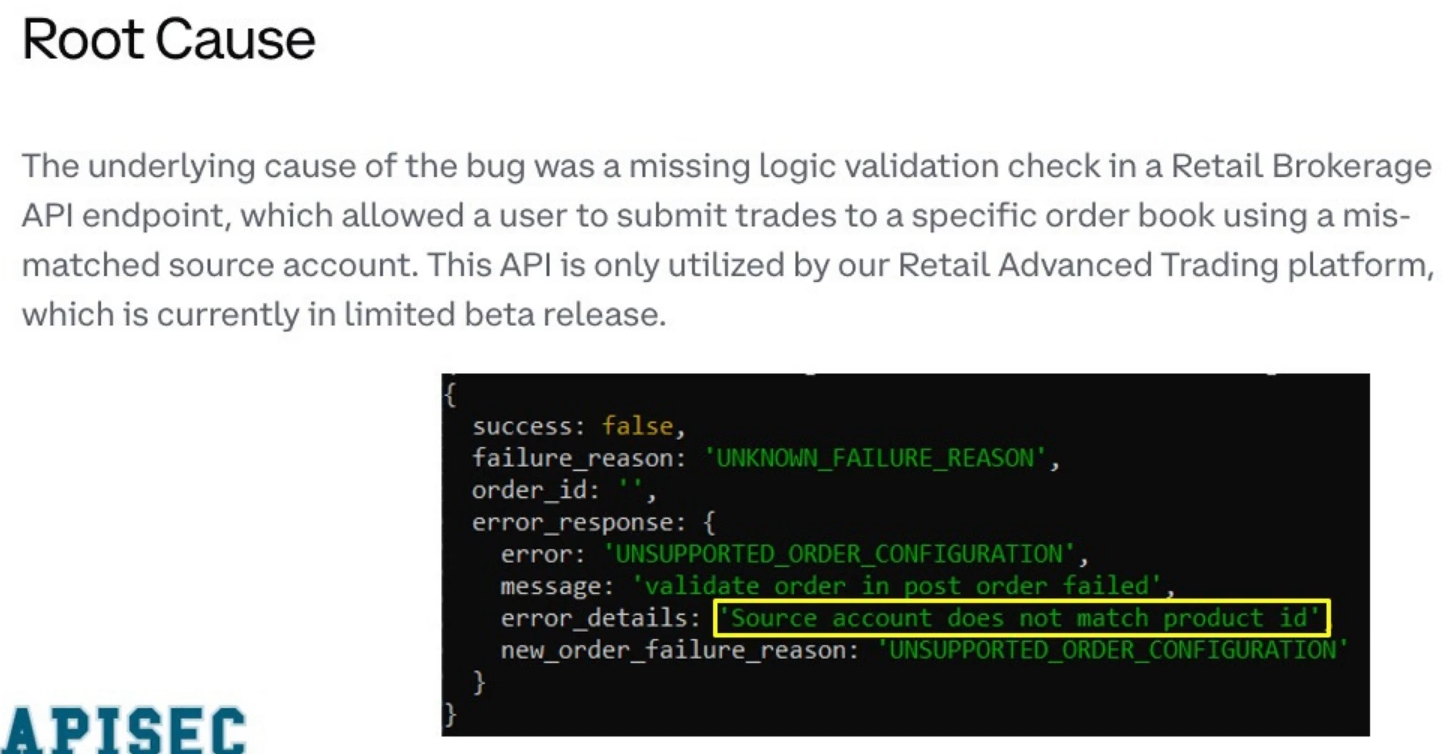 Root Cause
The underlying cause of the bug was a missing logic validation check in a Retail Brokerage
API endpoint, which allowed a user to submit trades to a specific order book using a mis-
matched source account. This API is only utilized by our Retail Advanced Trading platform,
which is currently in limited beta release.
{
success: false,
failure_reason: 'UNKNOWN_FAILURE_REASON',
order_id: '',
error_response: {
error: 'UNSUPPORTED_ORDER_CONFIGURATION',
message: 'validate order in post order failed',
error_details: 'Source account does not match product id',
new_order_failure_reason: 'UNSUPPORTED_ORDER_CONFIGURATION'
}
}
APISEC